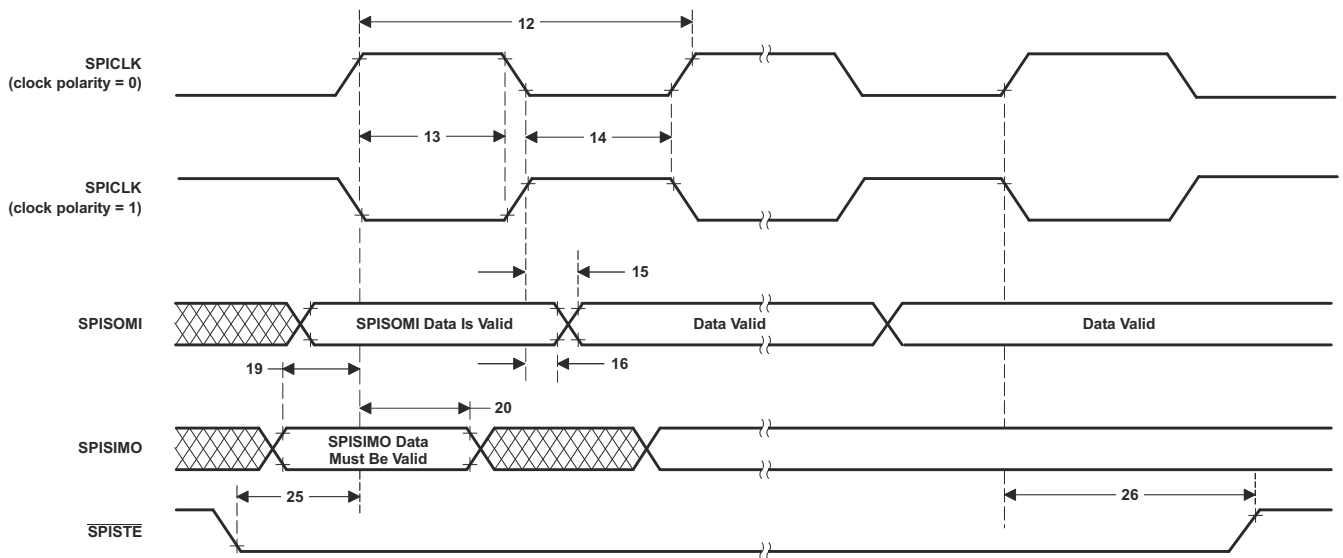 12
SPICLK
(clock polarity = 0)
13
14
SPICLK
(clock polarity = 1)
15
SPISOMI
SPISOMI Data Is Valid
Data Valid
Data Valid
16
19
20
SPISIMO
SPISIMO Data
Must Be Valid
25
26
SPISTE